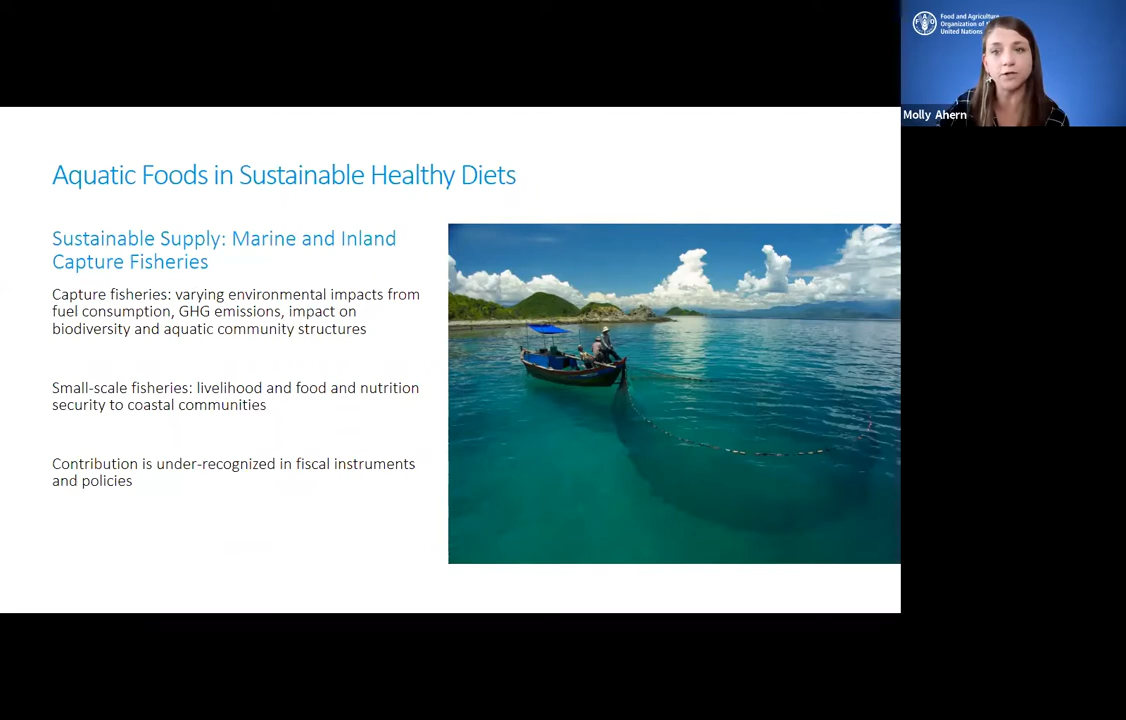 Food and Agriculture
Organization of
United Nations
Molly Ahern
Aquatic Foods in Sustainable Healthy Diets
Sustainable Supply: Marine and Inland
Capture Fisheries
Capture fisheries: varying environmental impacts from
fuel consumption, GHG emissions, impact on
biodiversity and aquatic community structures
Small-scale fisheries: livelihood and food and nutrition
security to coastal communities
Contribution is under-recognized in fiscal instruments
and policies